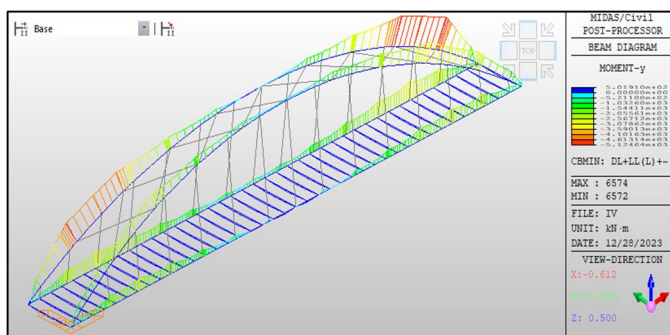 Base
TOP
MIDAS/Civil
POST-PROCESSOR
BEAM DIAGRAM
MOMENT-y
5.01910e+02
0.00000e+00
-5.21100e+02
-1.03260e+03
-1.54411e+03
-2.05561e+03
-2.56712e+03
-3.07862e+03
-3.59013e+03
-4.10163e+03
-4.61314e+03
-5.12464e+03
CBMIN: DL+LL(L)+~
MAX : 6574
MIN : 6572
FILE: IV
UNIT: kN·m
DATE: 12/28/2023
VIEW-DIRECTION
X:-0.612
Z: 0.500